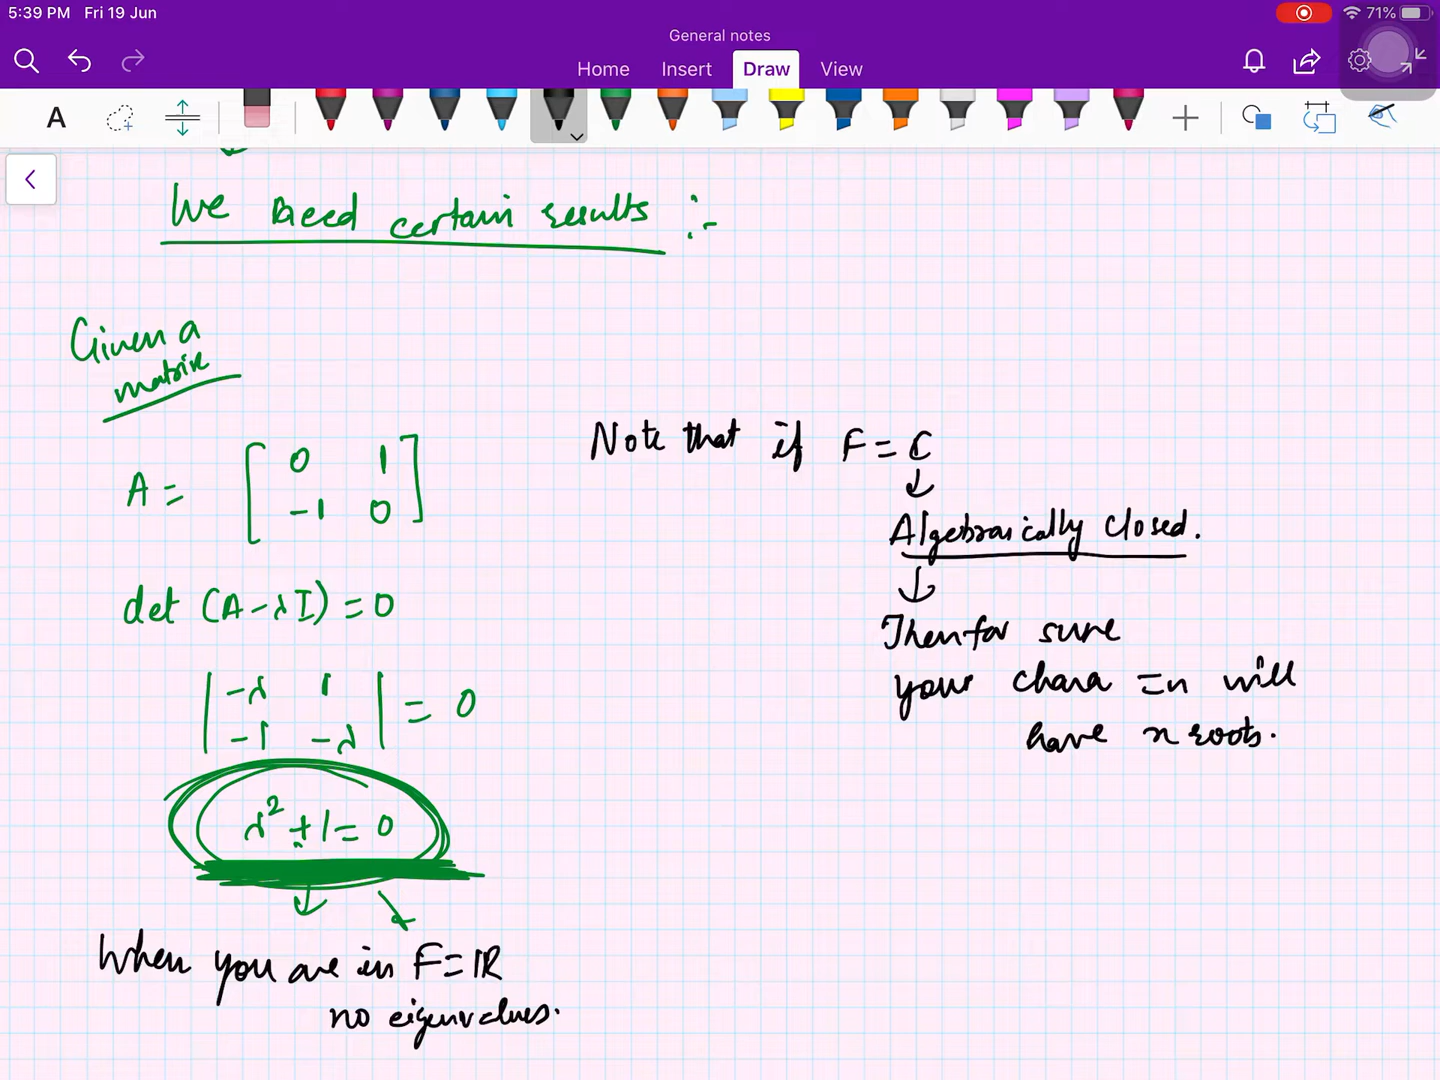 5:39 PM Fri 19 Jun
71%
General notes
Home Insert Draw View
A
We need certain results :-
Given a
matrix
A = [ 0 1
-1 0 ]
det (A-λI) = 0
| -λ 1
-1 -λ | = 0
λ² + 1 = 0
When you are in F = ℝ
no eigenvalues.
Note that if F = ℂ
↓
Algebraically closed.
↓
Then for sure
your chara =n will
have n roots.